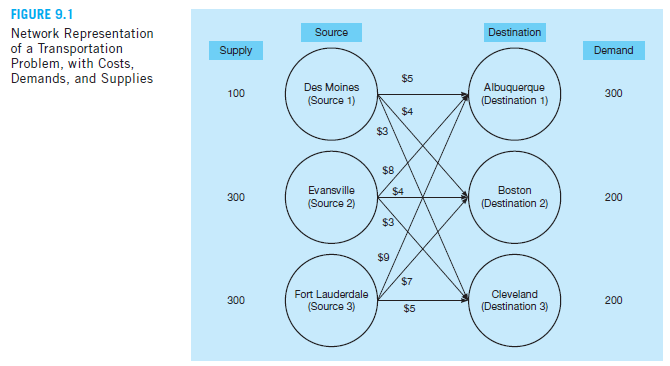 FIGURE 9.1
Network Representation
of a Transportation
Problem, with Costs,
Demands, and Supplies
Source
Destination
Supply
Demand
100
Des Moines
(Source 1)
$5
$4
$3
Albuquerque
(Destination 1)
300
300
Evansville
(Source 2)
$8
$4
$3
Boston
(Destination 2)
200
300
Fort Lauderdale
(Source 3)
$9
$7
$5
Cleveland
(Destination 3)
200